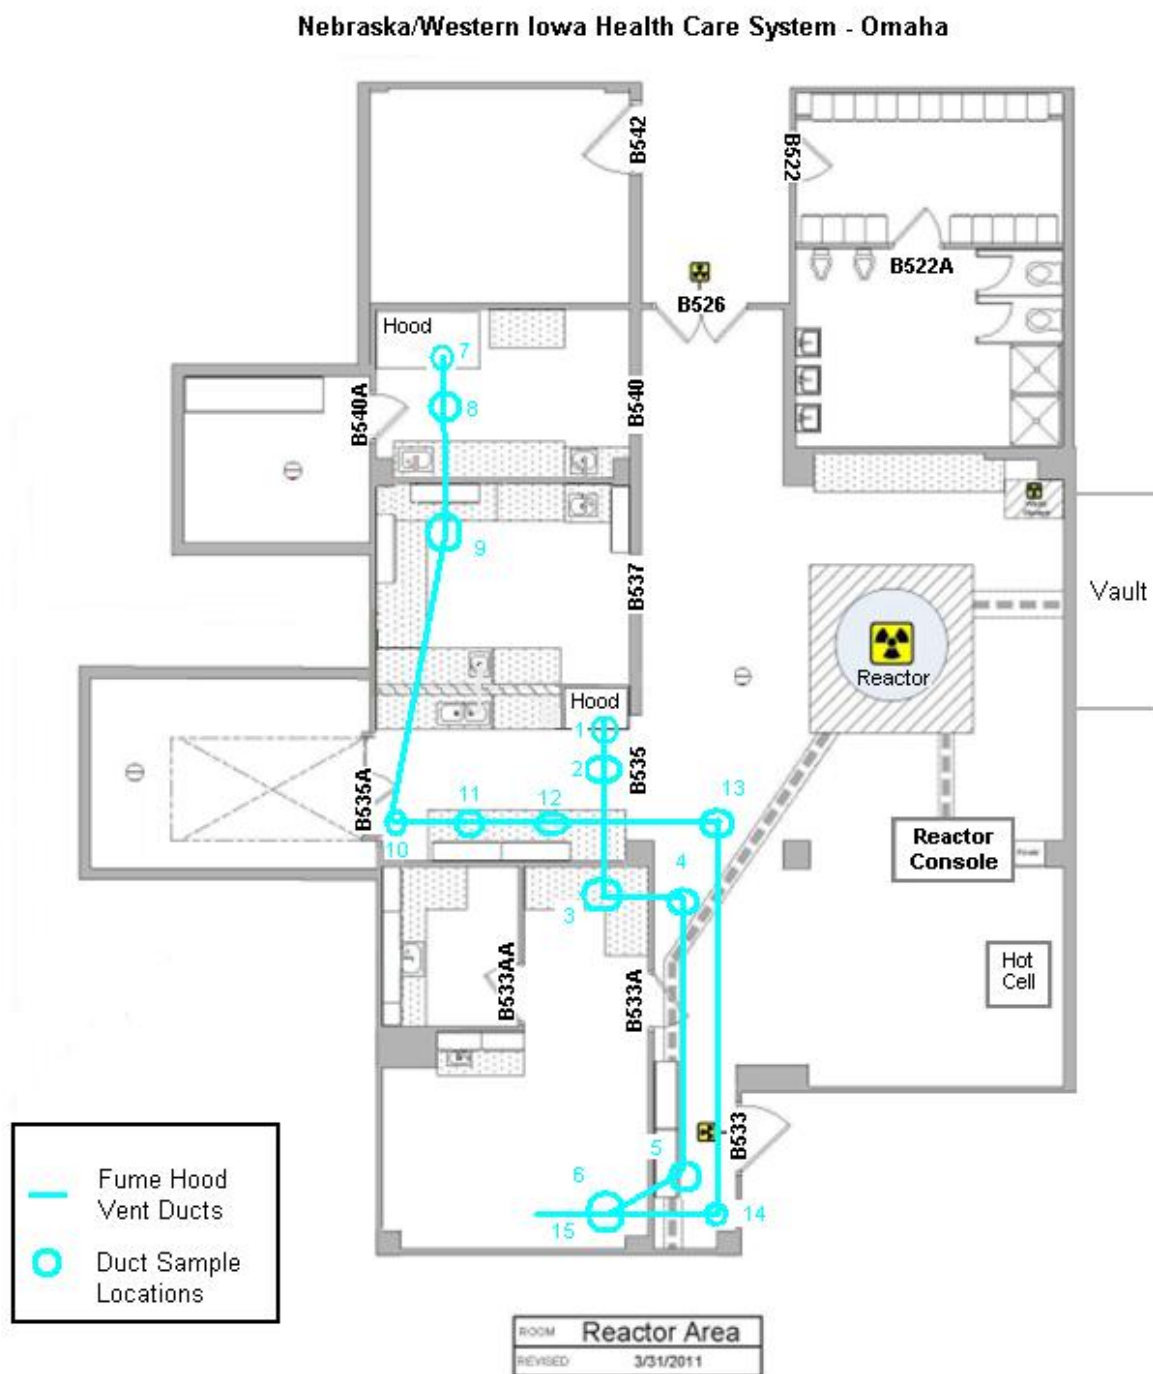 Nebraska/Western Iowa Health Care System - Omaha
B542
B522
B522A
B526
Hood
7
B540A
8
B540
9
B537
Vault
Reactor
Hood
1
B535
2
B535A
11
12
13
10
Reactor
Console
4
3
Hot
Cell
B533AA
B533A
B533
5
6
15
14
Fume Hood
Vent Ducts
Duct Sample
Locations
ROOM Reactor Area
REVISED 3/31/2011